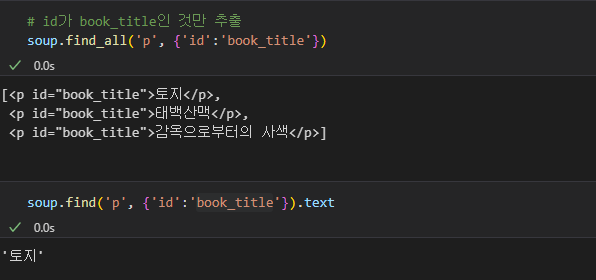 # id가 book_title인 것만 추출
soup.find_all('p', {'id':'book_title'})
0.0s
[<p id="book_title">토지</p>,
<p id="book_title">태백산맥</p>,
<p id="book_title">감옥으로부터의 사색</p>]
soup.find('p', {'id':'book_title'}).text
0.0s
'토지'